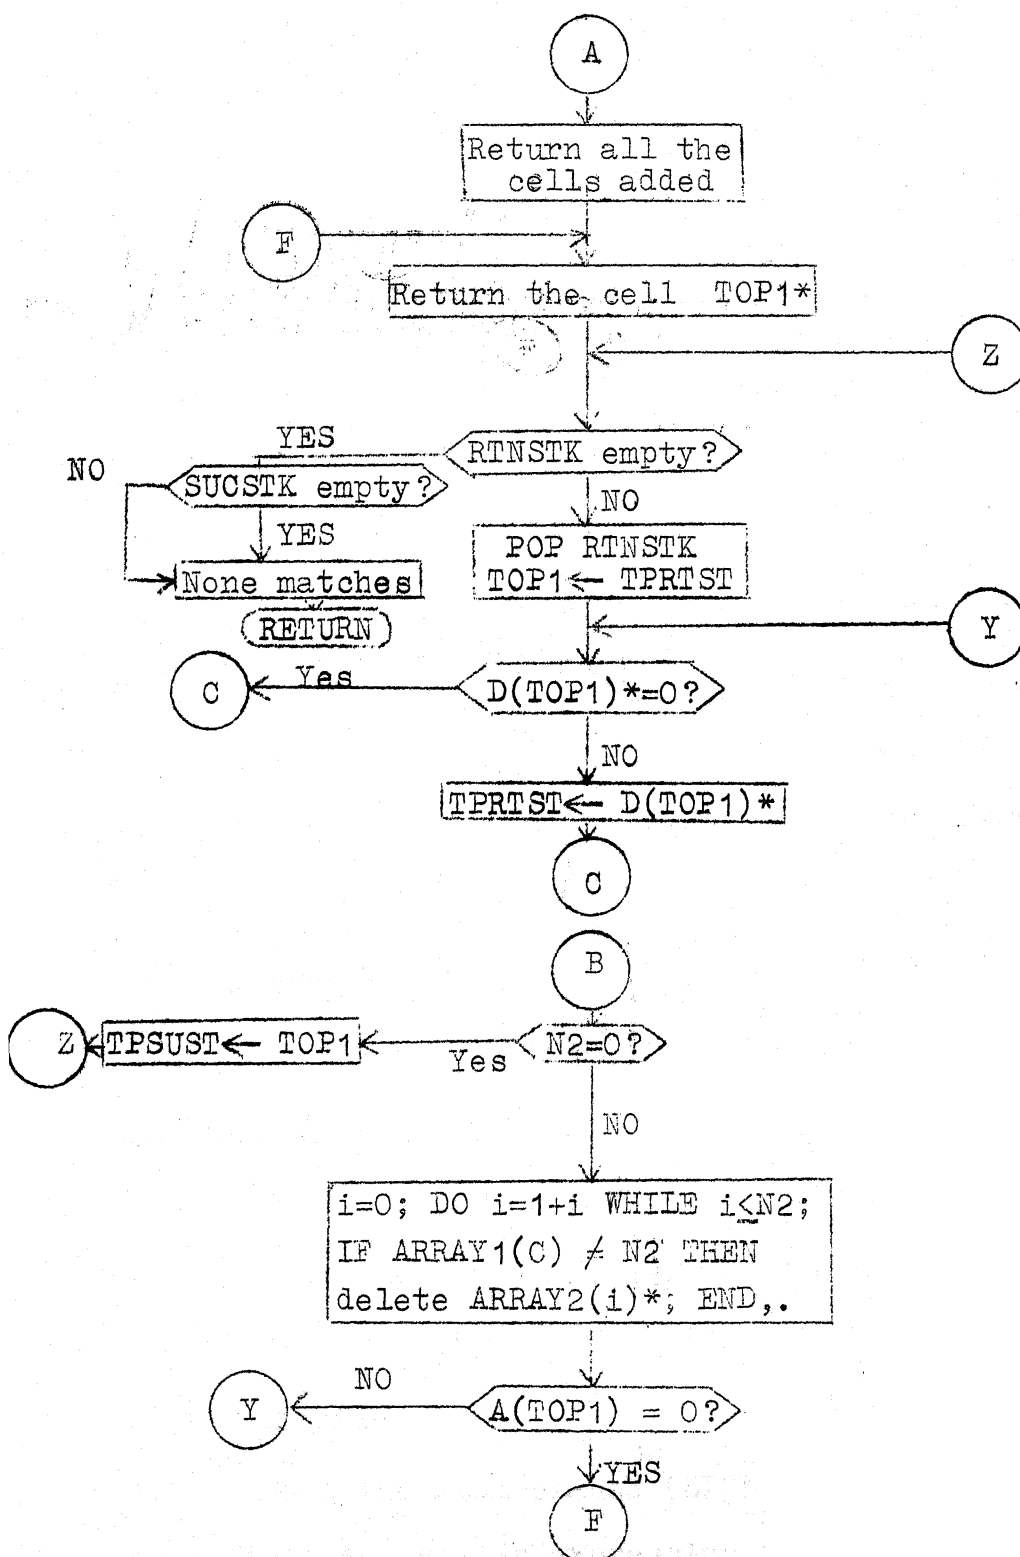 A
Return all the
cells added
F
Return the cell TOP1*
Z
YES
RTNSTK empty?
NO
SUCSTK empty?
NO
YES
POP RTNSTK
None matches
TOP1← TPRTST
RETURN
Y
C
Yes
D(TOP1)*=0?
NO
TPRTST← D(TOP1)*
C
B
Z
TPSUST← TOP1
Yes
N2=0?
NO
i=0; DO i=1+i WHILE i≤N2;
IF ARRAY1(C) ≠ N2 THEN
delete ARRAY2(i)*; END,.
NO
Y
A(TOP1) = 0?
YES
F